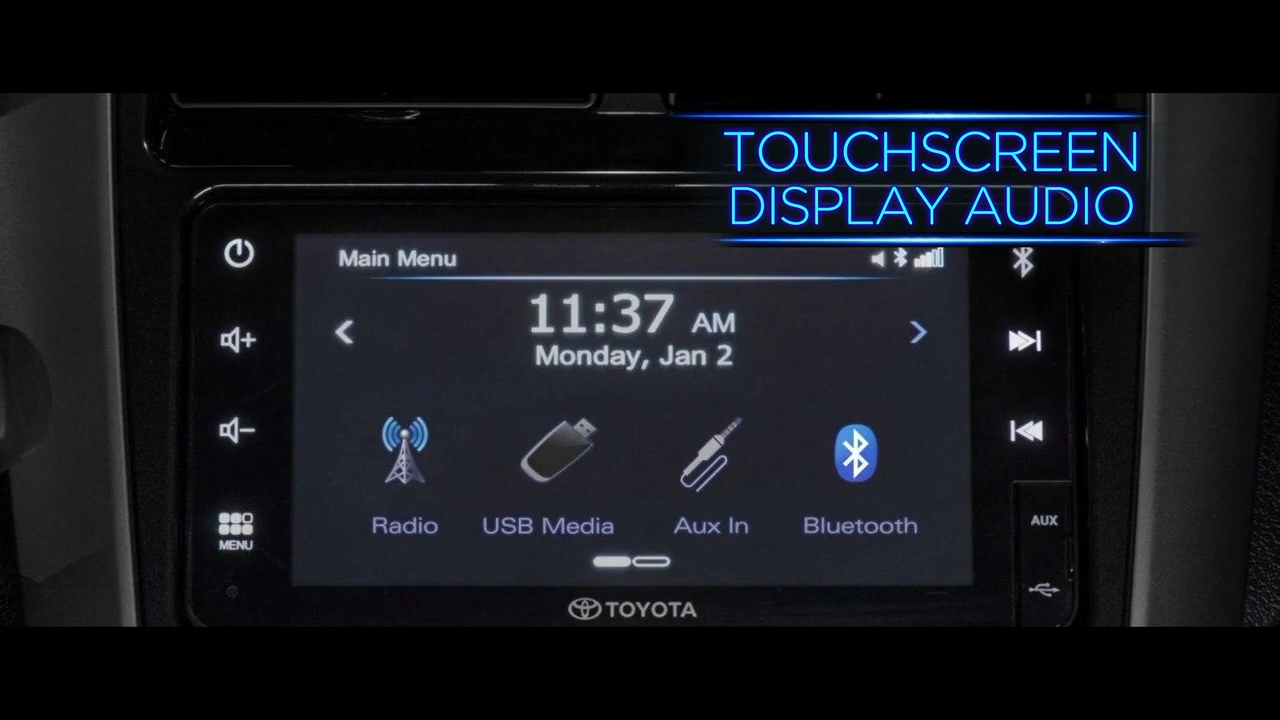 TOUCHSCREEN
DISPLAY AUDIO
Main Menu
11:37 AM
Monday, Jan 2
Radio
USB Media
Aux In
Bluetooth
MENU
AUX
TOYOTA